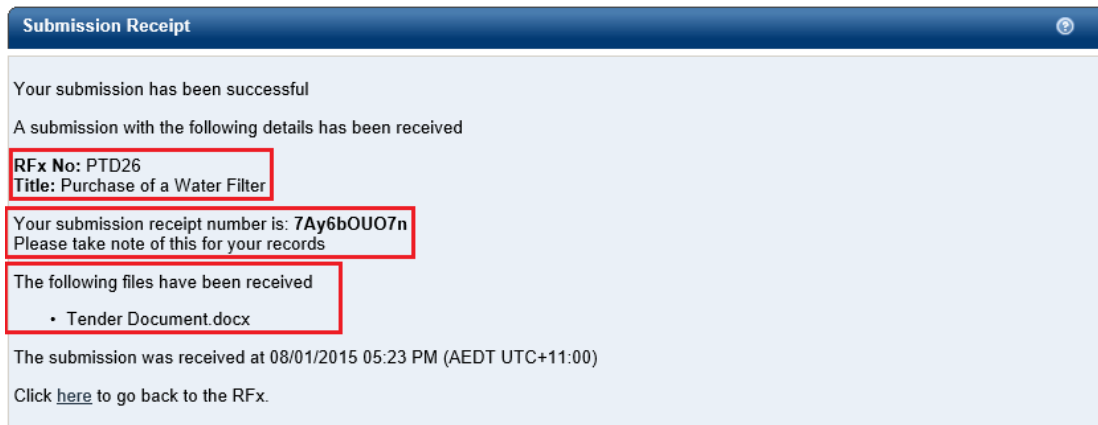 Submission Receipt
Your submission has been successful
A submission with the following details has been received
RFx No: PTD26
Title: Purchase of a Water Filter
Your submission receipt number is: 7Ay6bOUO7n
Please take note of this for your records
The following files have been received
• Tender Document.docx
The submission was received at 08/01/2015 05:23 PM (AEDT UTC+11:00)
Click here to go back to the RFx.